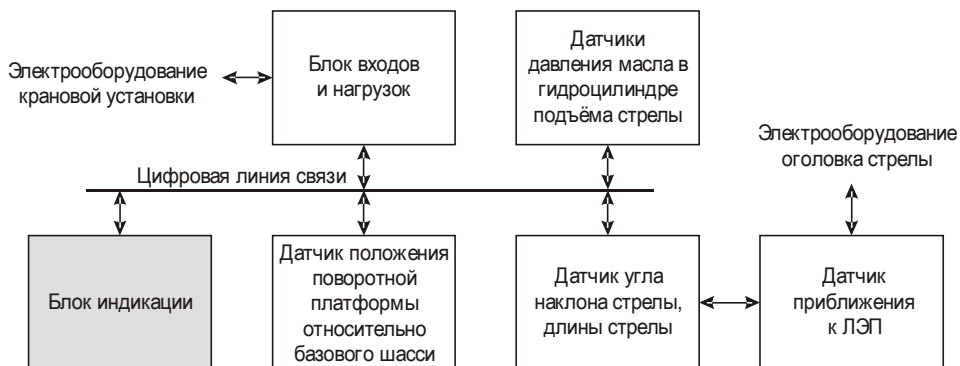 Электрооборудование
крановой установки
Блок входов
и нагрузок
Датчики
давления масла в
гидроцилиндре
подъёма стрелы
Электрооборудование
оголовка стрелы
Цифровая линия связи
Блок индикации
Датчик положения
поворотной
платформы
относительно
базового шасси
Датчик угла
наклона стрелы,
длины стрелы
Датчик
приближения
к ЛЭП